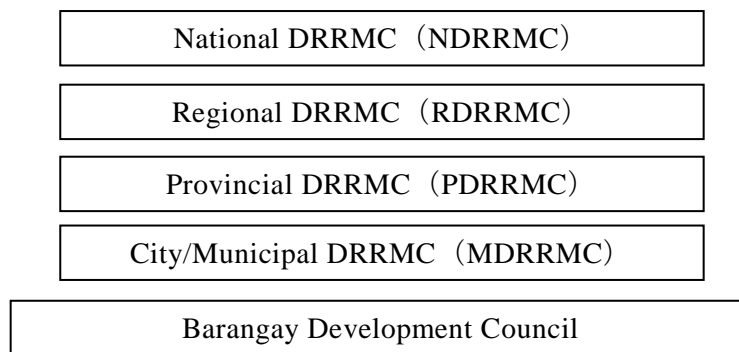 National DRRMC（NDRRMC）
Regional DRRMC（RDRRMC）
Provincial DRRMC（PDRRMC）
City/Municipal DRRMC（MDRRMC）
Barangay Development Council